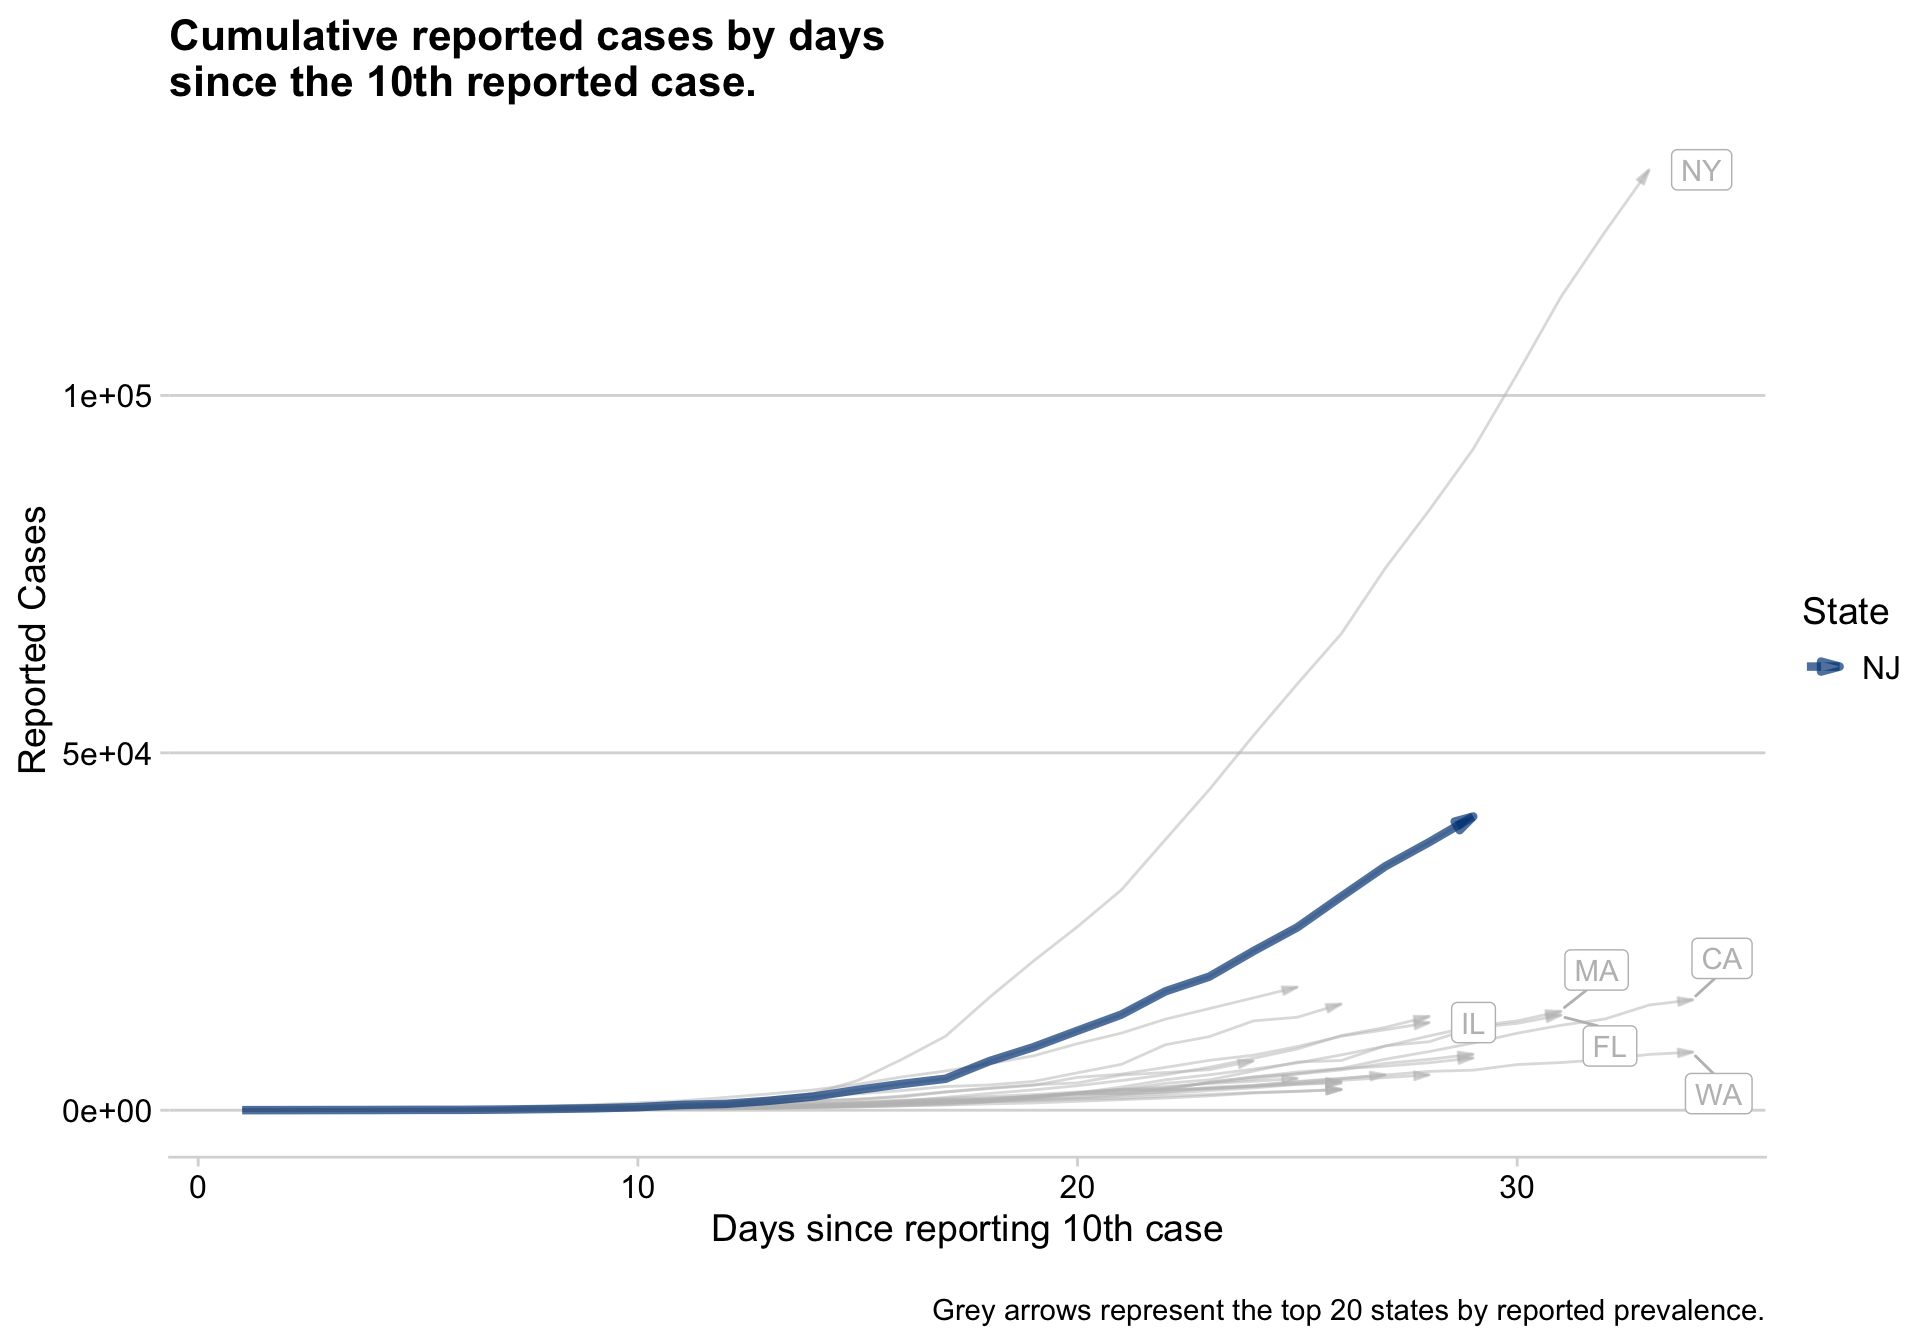 Cumulative reported cases by days
since the 10th reported case.
NY
1e+05
Reported Cases
State
NJ
5e+04
CA
MA
IL
FL
WA
0e+00
0
10
20
30
Days since reporting 10th case
Grey arrows represent the top 20 states by reported prevalence.